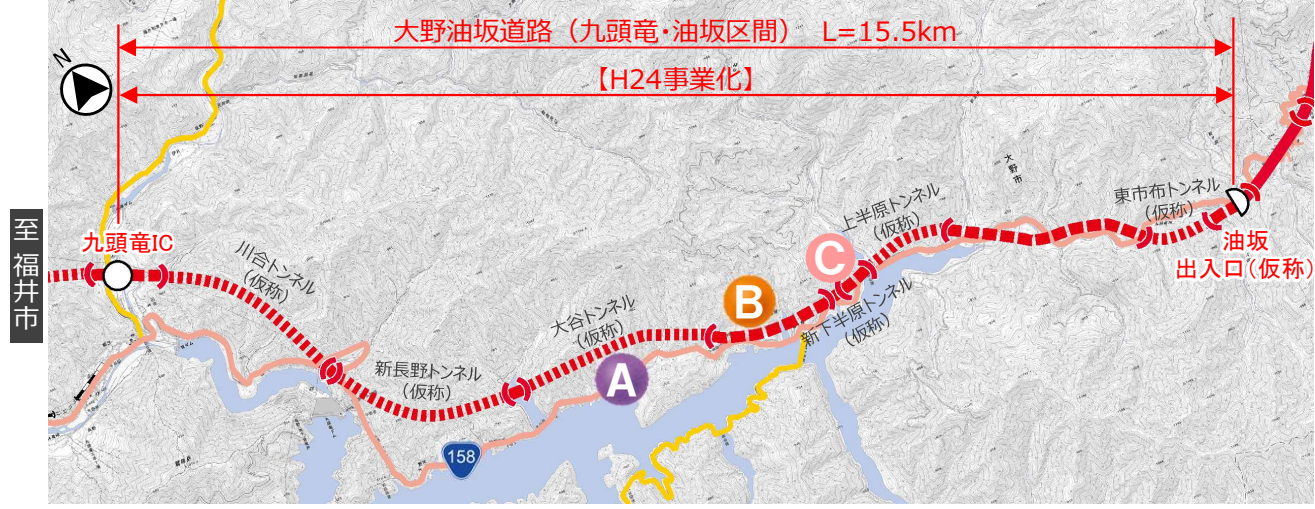 大野油坂道路（九頭竜･油坂区間）　L=15.5km
【H24事業化】
N
至 福井市
九頭竜IC
川合トンネル
（仮称）
新長野トンネル
（仮称）
大谷トンネル
（仮称）
A
B
C
158
新下半原トンネル
（仮称）
上半原トンネル
（仮称）
大野市
東市布トンネル
（仮称）
油坂
出入口（仮称）